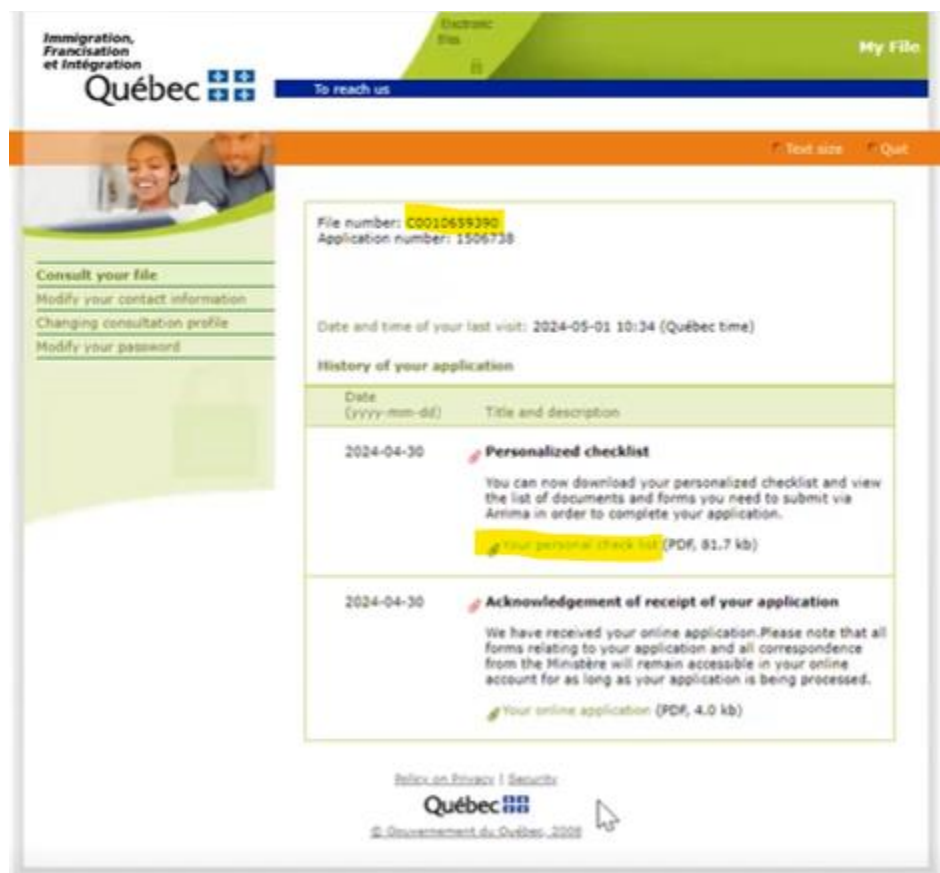 Immigration,
Francisation
et Intégration
Québec
Electronic
files
My File
To reach us
Text size
Quit
Consult your file
Modify your contact information
Changing consultation profile
Modify your password
File number: C0010659390
Application number: 1506738
Date and time of your last visit: 2024-05-01 10:34 (Québec time)
History of your application
Date
(yyyy-mm-dd)
Title and description
2024-04-30
Personalized checklist
You can now download your personalized checklist and view
the list of documents and forms you need to submit via
Arrima in order to complete your application.
Your personal check list (PDF, 81.7 kb)
2024-04-30
Acknowledgement of receipt of your application
We have received your online application.Please note that all
forms relating to your application and all correspondence
from the Ministère will remain accessible in your online
account for as long as your application is being processed.
Your online application (PDF, 4.0 kb)
Policy on Privacy | Security
Québec
© Gouvernement du Québec, 2008